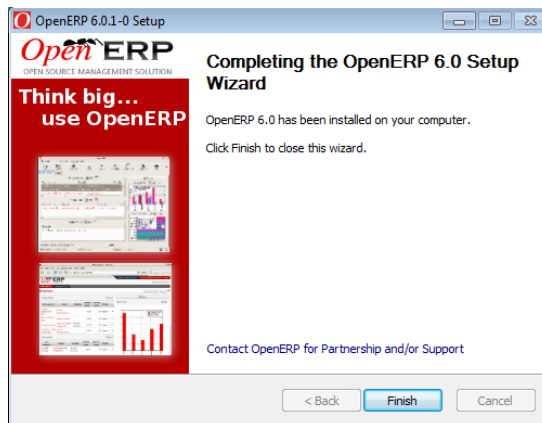 OpenERP 6.0.1-0 Setup
Open ERP
OPEN SOURCE MANAGEMENT SOLUTION
Think big...
use OpenERP
Completing the OpenERP 6.0 Setup
Wizard
OpenERP 6.0 has been installed on your computer.
Click Finish to close this wizard.
Contact OpenERP for Partnership and/or Support
< Back
Finish
Cancel